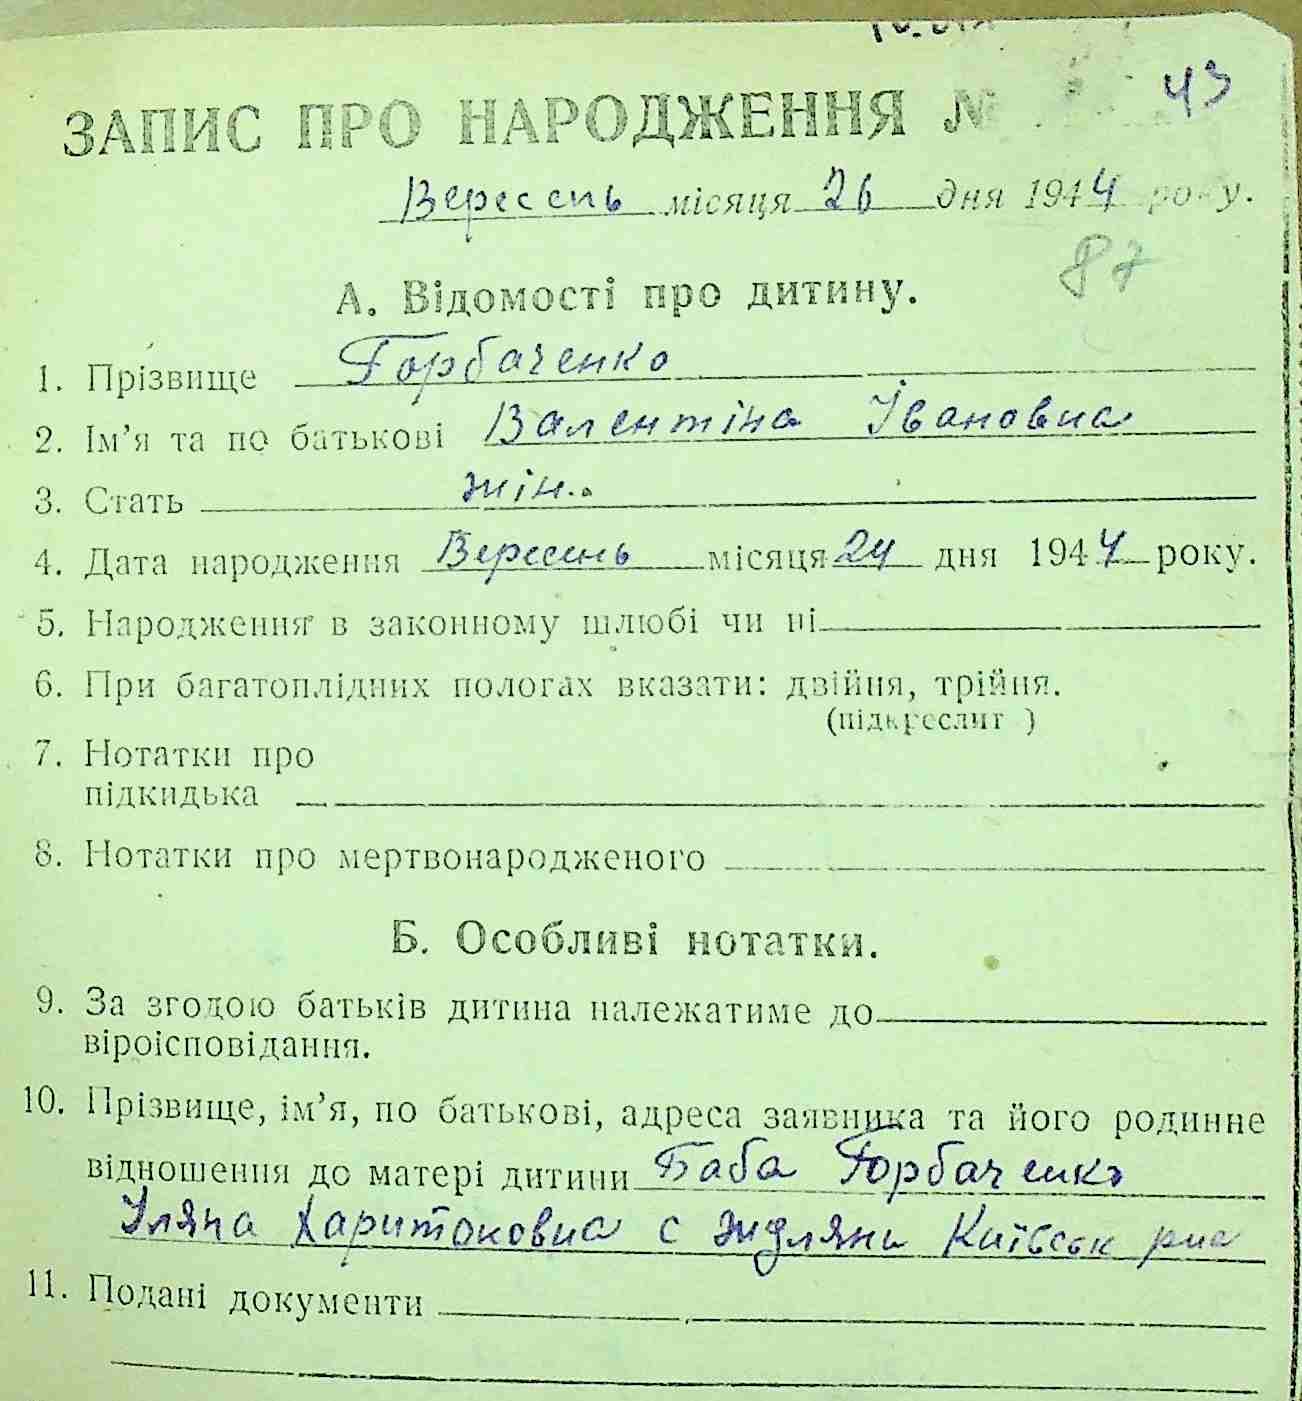 ЗАПИС ПРО НАРОДЖЕННЯ № 43
Вересень місяця 26 дня 1944 року.
87
А. Відомості про дитину.
1. Прізвище Горбаченко
2. Ім'я та по батькові Валентіна Івановна
3. Стать жін.
4. Дата народження Вересень місяця 24 дня 1944 року.
5. Народження в законному шлюбі чи ні
6. При багатоплідних пологах вказати: двійня, трійня.
(підкреслит )
7. Нотатки про
підкидька
8. Нотатки про мертвонародженого
Б. Особливі нотатки.
9. За згодою батьків дитина належатиме до
віроісповідання.
10. Прізвище, ім'я, по батькові, адреса заявника та його родинне
відношення до матері дитини Баба Горбаченко
Уляна Харитоновна с Жуляни Київськ рна
11. Подані документи